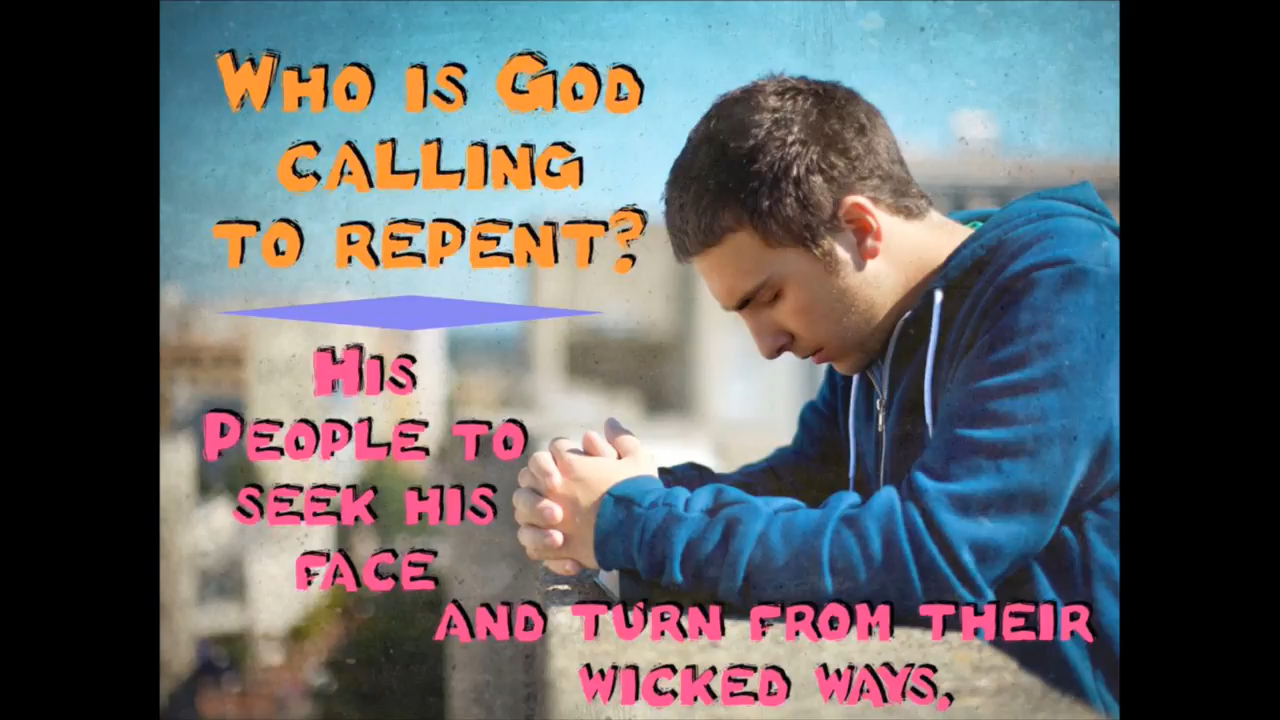 Who is God
calling
to repent?
His
People to
seek his
face
and turn from their
wicked ways,